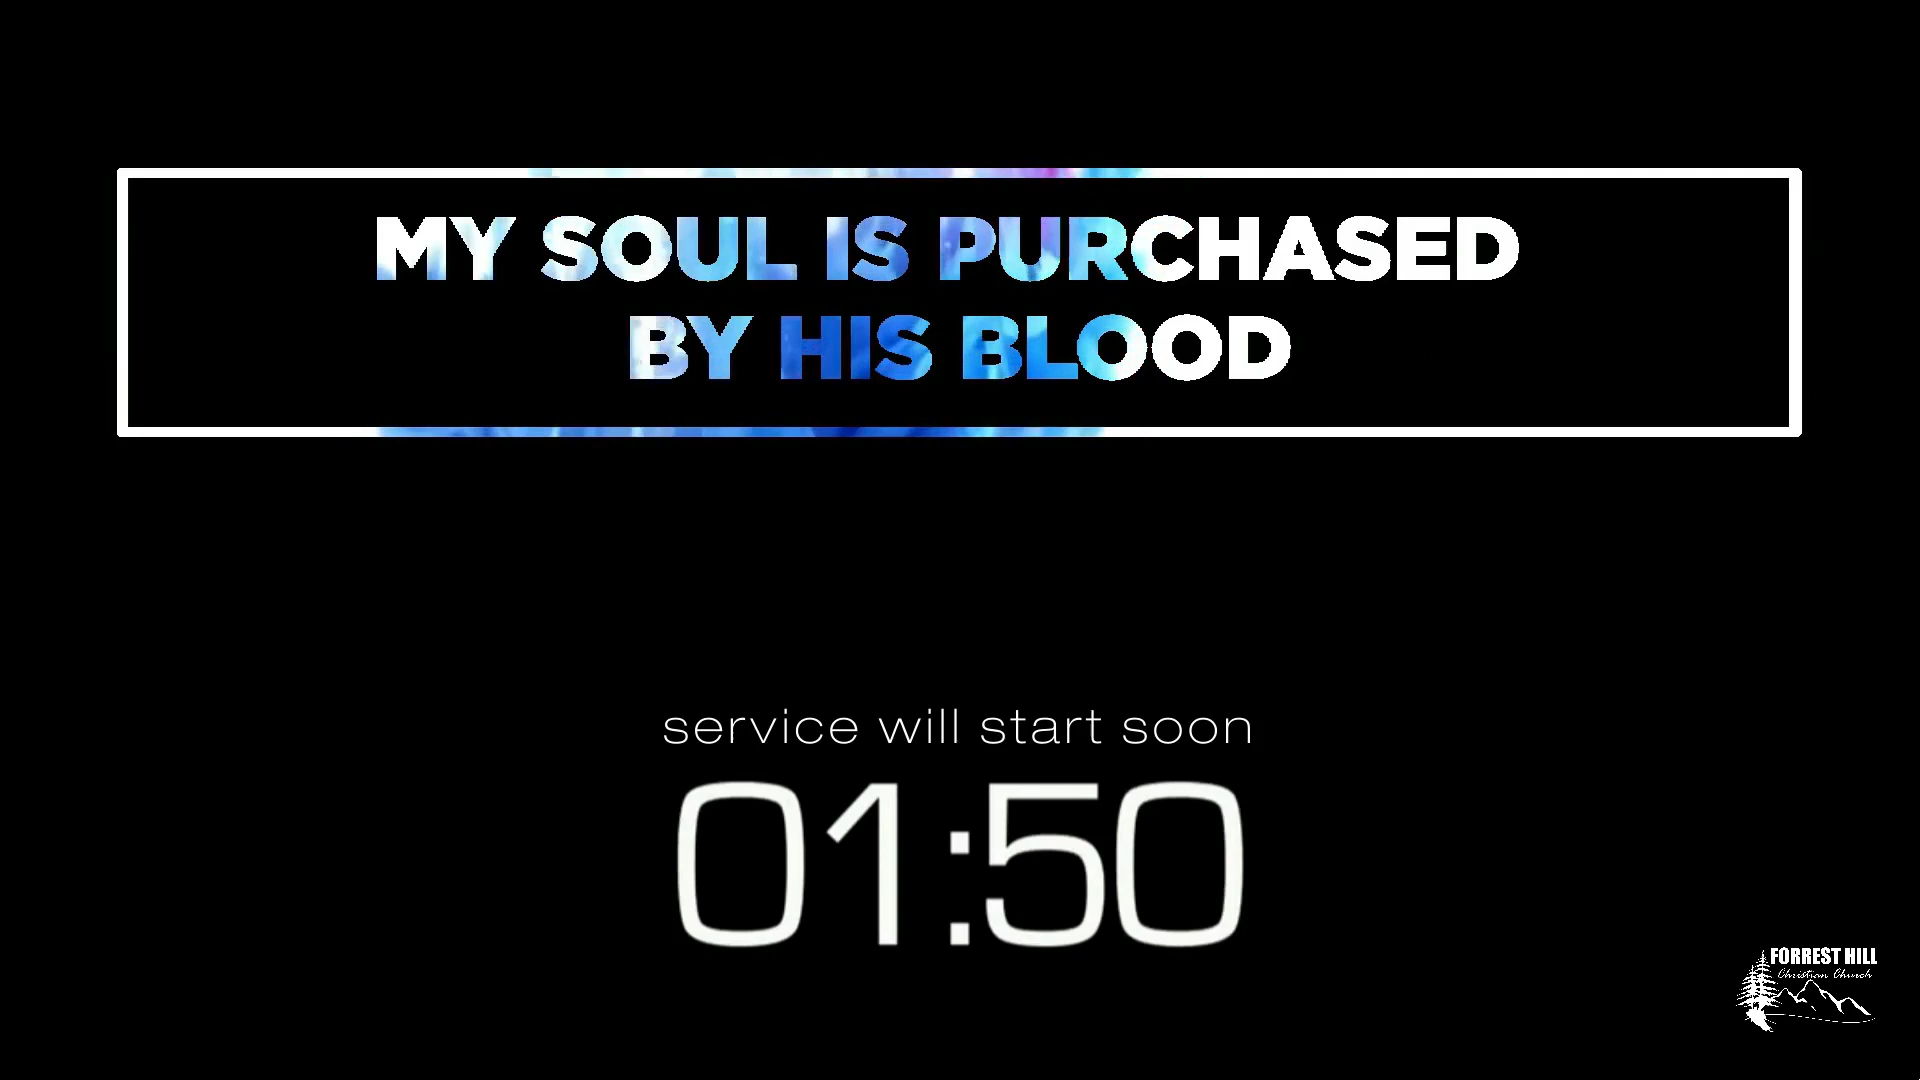 MY SOUL IS PURCHASED
BY HIS BLOOD
service will start soon
01:50
FORREST HILL
Christian Church